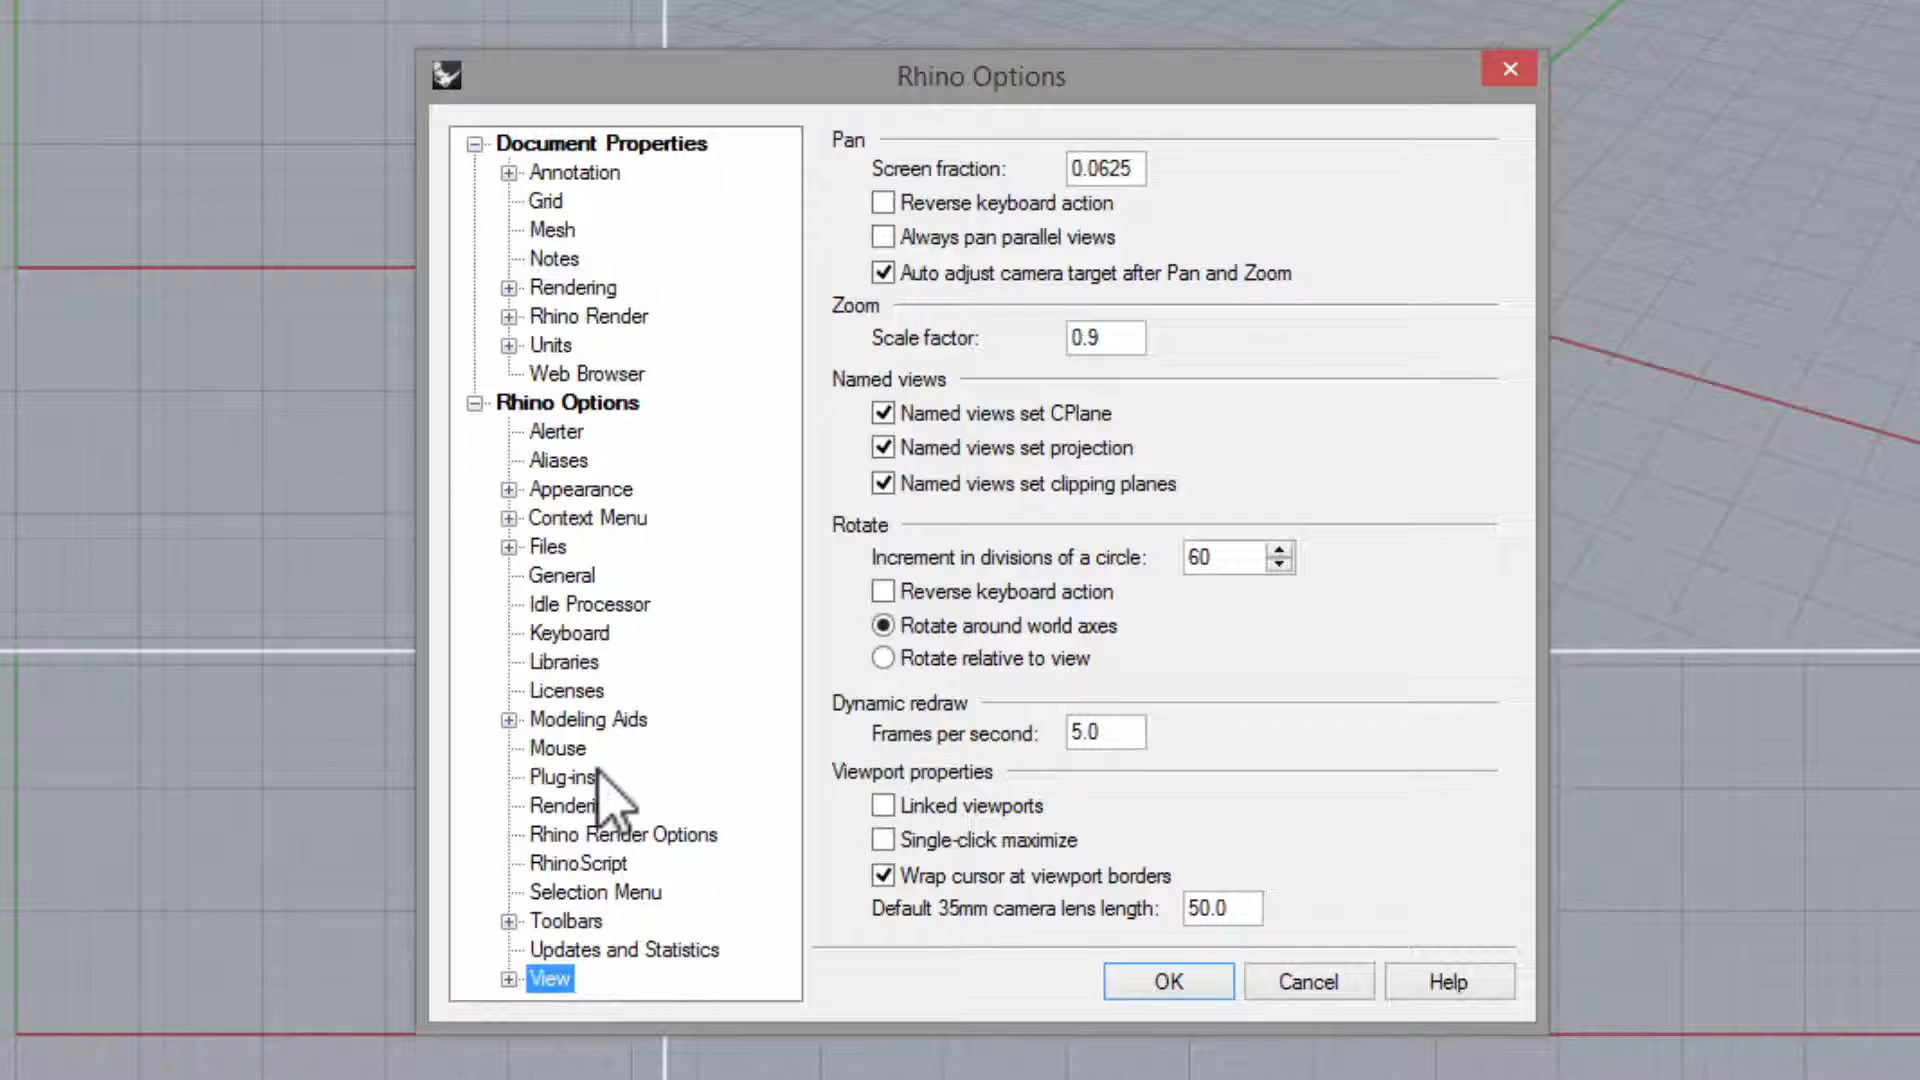 Rhino Options
Document Properties
Annotation
Grid
Mesh
Notes
Rendering
Rhino Render
Units
Web Browser
Rhino Options
Alerter
Aliases
Appearance
Context Menu
Files
General
Idle Processor
Keyboard
Libraries
Licenses
Modeling Aids
Mouse
Plug-ins
Renderi
Rhino Render Options
RhinoScript
Selection Menu
Toolbars
Updates and Statistics
View
Pan
Screen fraction: 0.0625
Reverse keyboard action
Always pan parallel views
Auto adjust camera target after Pan and Zoom
Zoom
Scale factor: 0.9
Named views
Named views set CPlane
Named views set projection
Named views set clipping planes
Rotate
Increment in divisions of a circle: 60
Reverse keyboard action
Rotate around world axes
Rotate relative to view
Dynamic redraw
Frames per second: 5.0
Viewport properties
Linked viewports
Single-click maximize
Wrap cursor at viewport borders
Default 35mm camera lens length: 50.0
OK Cancel Help